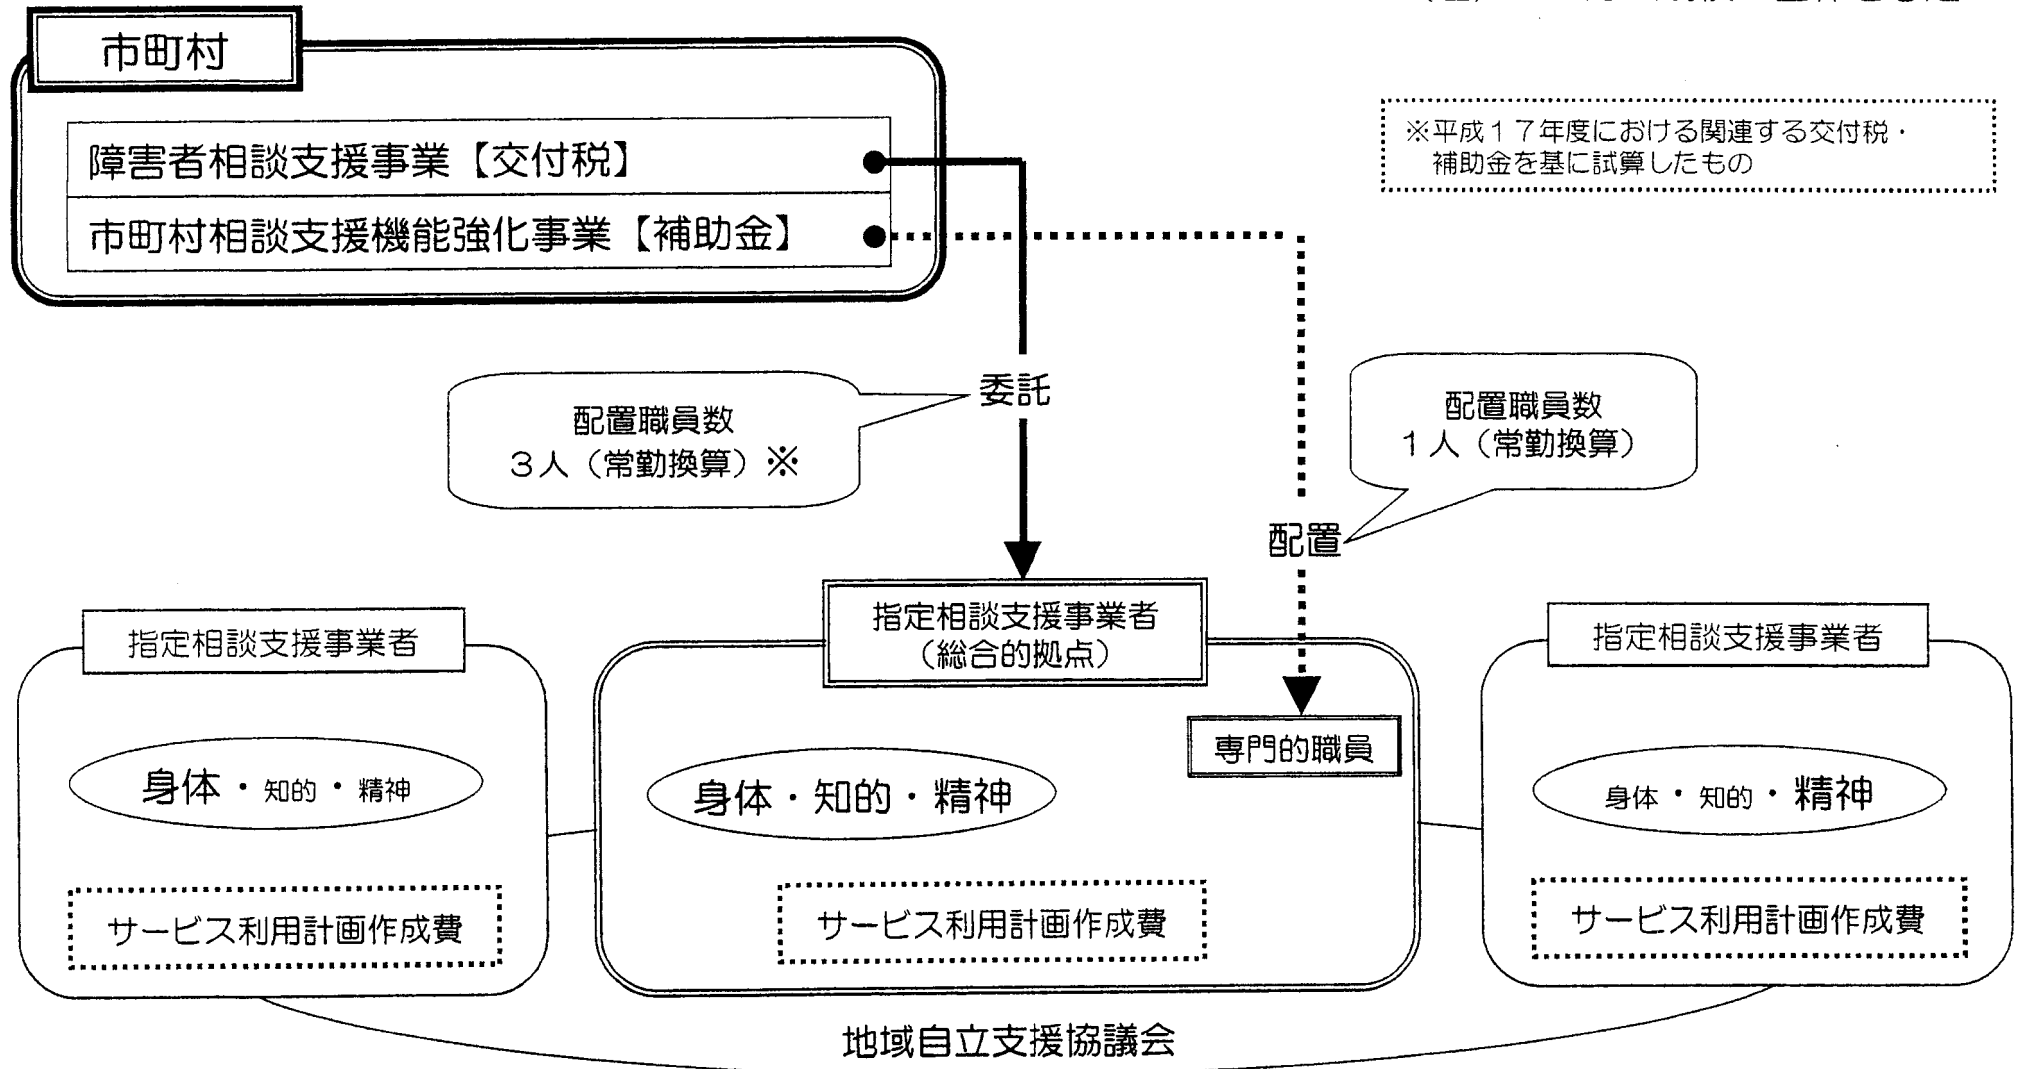 市町村
障害者相談支援事業【交付税】
市町村相談支援機能強化事業【補助金】
※平成１７年度における関連する交付税・
補助金を基に試算したもの
委託
配置職員数
３人（常勤換算）※
配置職員数
１人（常勤換算）
配置
指定相談支援事業者
指定相談支援事業者
（総合的拠点）
指定相談支援事業者
専門的職員
身体・知的・精神
身体・知的・精神
身体・知的・精神
サービス利用計画作成費
サービス利用計画作成費
サービス利用計画作成費
地域自立支援協議会